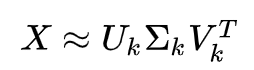 X ≈ U_k Σ_k V_k^T